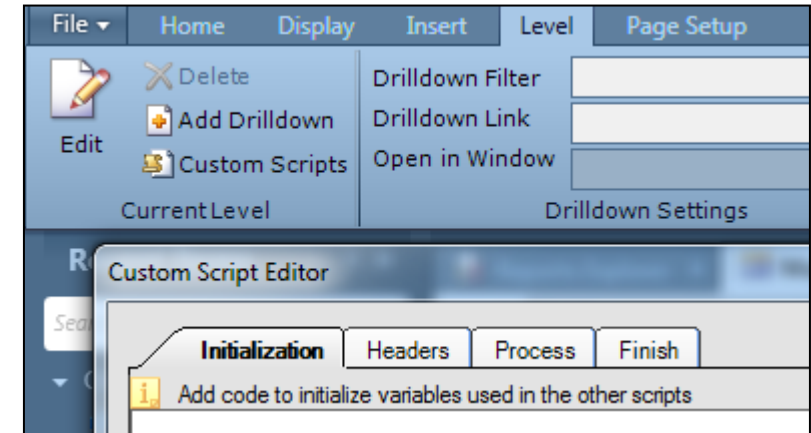 File Home Display Insert Level Page Setup
Delete Drilldown Filter
Add Drilldown Drilldown Link
Edit Custom Scripts Open in Window
Current Level Drilldown Settings
Custom Script Editor
Initialization Headers Process Finish
Add code to initialize variables used in the other scripts